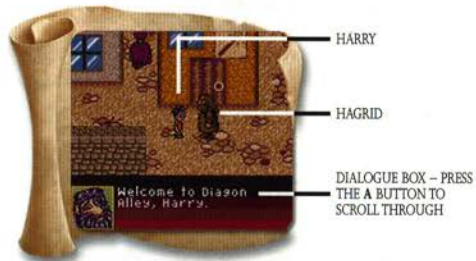 HARRY
HAGRID
DIALOGUE BOX – PRESS
THE A BUTTON TO
SCROLL THROUGH
Welcome to Diagon
Alley, Harry.